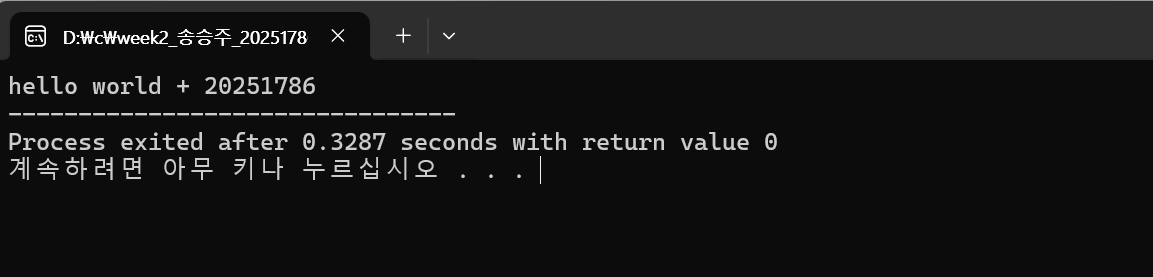 D:₩c₩week2_송승주_2025178
hello world + 20251786
--------------------------------
Process exited after 0.3287 seconds with return value 0
계속하려면 아무 키나 누르십시오 . . .